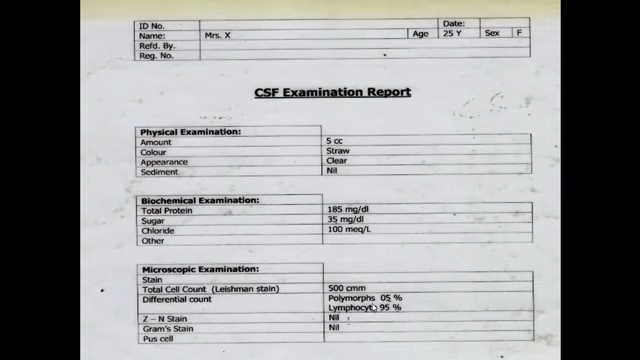 ID No. Date:
Name: Mrs. X Age 25 Y Sex F
Refd. By.
Reg. No.
CSF Examination Report
Physical Examination:
Amount 5 cc
Colour Straw
Appearance Clear
Sediment Nil
Biochemical Examination:
Total Protein 185 mg/dl
Sugar 35 mg/dl
Chloride 100 meq/L
Other
Microscopic Examination:
Stain
Total Cell Count (Leishman stain) 500 cmm
Differential count Polymorphs 05 %
Lymphocyt 95 %
Z – N Stain Nil
Gram's Stain Nil
Pus cell